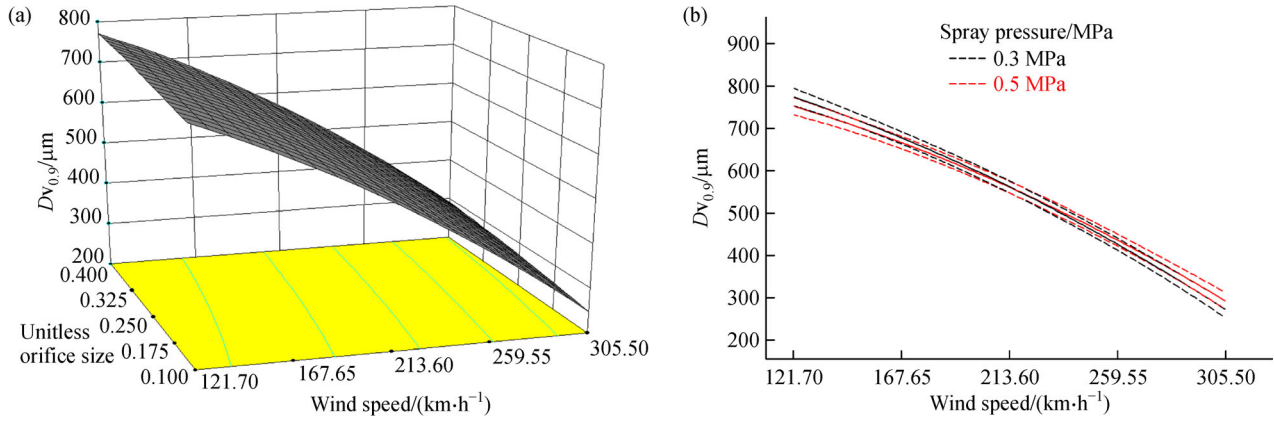 (a)
800
700
600
500
400
300
200
Dv0.9/μm
0.400
0.325
0.250
0.175
0.100
Unitless
orifice size
121.70
167.65
213.60
259.55
305.50
Wind speed/(km·h⁻¹)
(b)
Spray pressure/MPa
0.3 MPa
0.5 MPa
900
800
700
600
500
400
300
200
Dv0.9/μm
121.70
167.65
213.60
259.55
305.50
Wind speed/(km·h⁻¹)